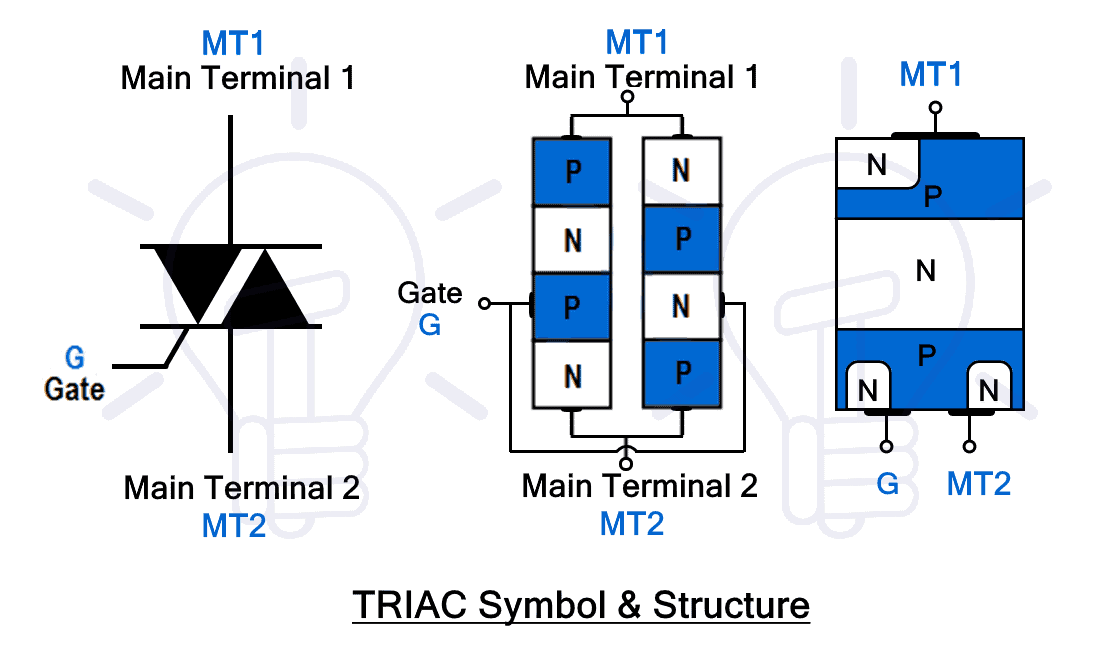 MT1
Main Terminal 1
G
Gate
Main Terminal 2
MT2
MT1
Main Terminal 1
P
N
P
N
N
P
N
P
Gate
G
Main Terminal 2
MT2
MT1
N
P
N
P
N
N
G
MT2
TRIAC Symbol & Structure